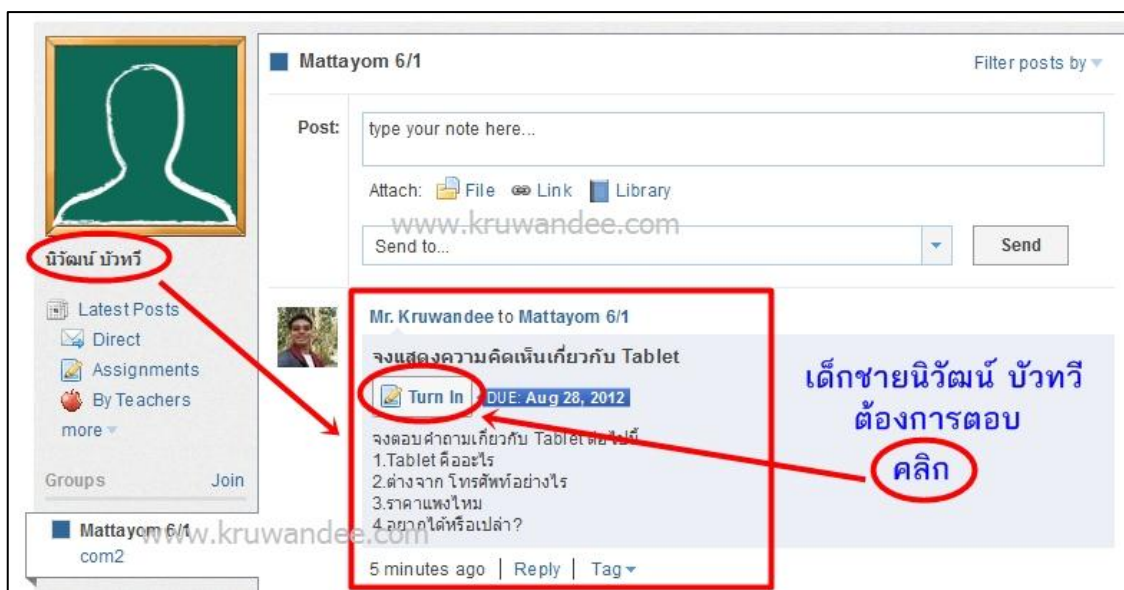 Mattayom 6/1
Filter posts by
Post:
type your note here...
Attach: File Link Library
www.kruwandee.com
Send to...
Send
นิวัฒน์ บัวทวี
Latest Posts
Direct
Assignments
By Teachers
more
Groups Join
Mattayom 6/1
com2
Mr. Kruwandee to Mattayom 6/1
จงแสดงความคิดเห็นเกี่ยวกับ Tablet
Turn In DUE: Aug 28, 2012
จงตอบคำถามเกี่ยวกับ Tablet ต่อไปนี้
1.Tablet คืออะไร
2.ต่างจาก โทรศัพท์อย่างไร
3.ราคาแพงไหม
4.อยากได้หรือเปล่า?
www.kruwandee.com
5 minutes ago | Reply | Tag
เด็กชายนิวัฒน์ บัวทวี
ต้องการตอบ
คลิก